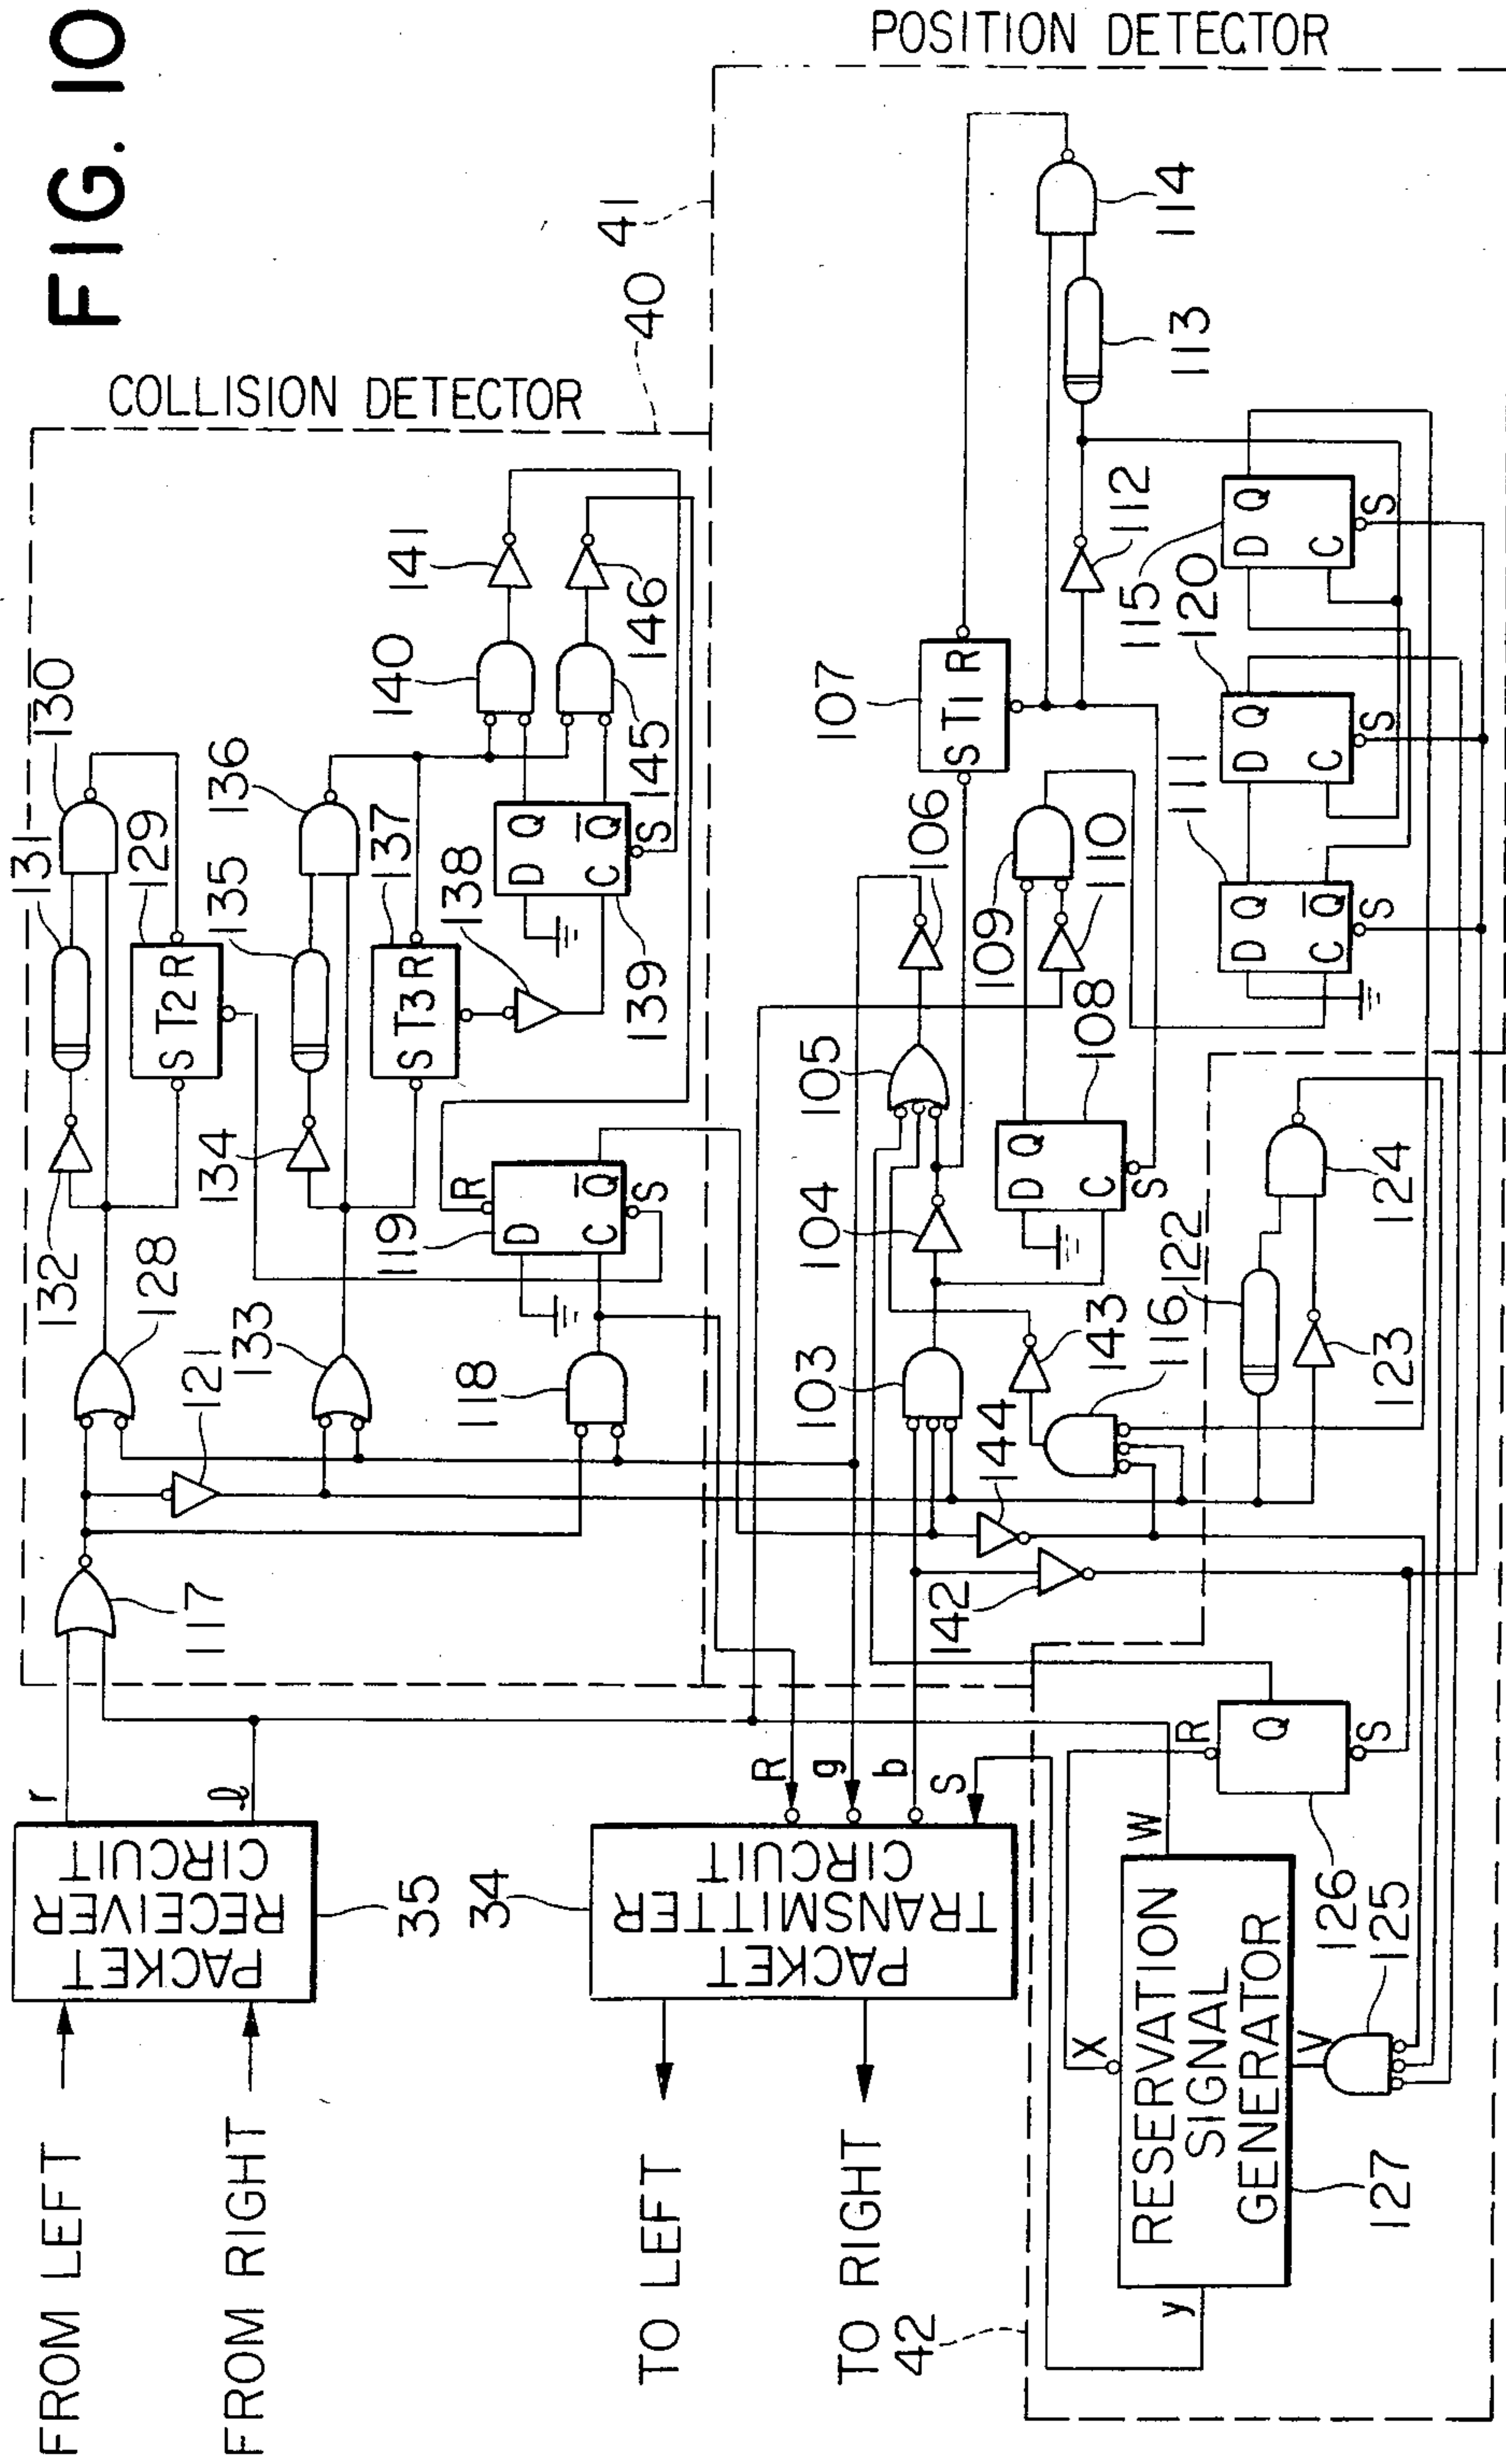 FIG. 10
COLLISION DETECTOR
40
41
POSITION DETECTOR
FROM LEFT
FROM RIGHT
PACKET
RECEIVER
CIRCUIT
35
r
l
117
132
131
130
128
121
129
S T2 R
133
134
135
136
137
S T3 R
138
118
119
R
D
C Q
S
139
D Q
C Q
S
140
141
145
146
TO LEFT
TO RIGHT
34
PACKET
TRANSMITTER
CIRCUIT
R
g
b
S
103
104
105
106
107
S T1 R
144
143
142
116
108
D Q
C
S
109
110
111
D Q
C Q
S
112
113
114
120
D Q
C
S
115
D Q
C
S
122
123
124
42
y
X
W
V
RESERVATION
SIGNAL
GENERATOR
127
125
126
R
Q
S